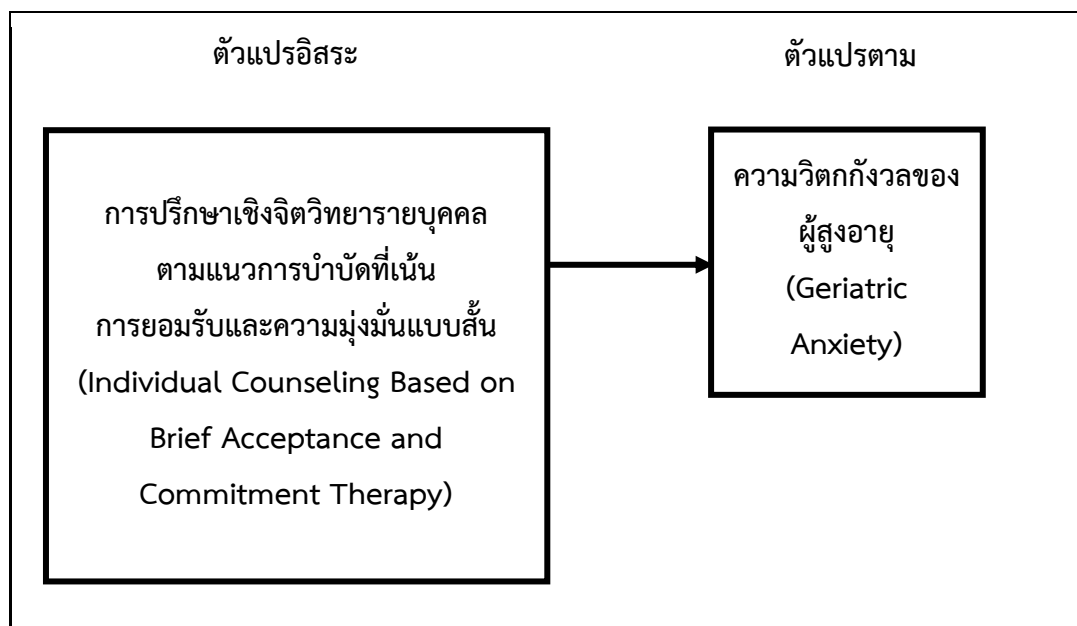 ตัวแปรอิสระ
ตัวแปรตาม
การปรึกษาเชิงจิตวิทยารายบุคคล
ตามแนวการบำบัดที่เน้น
การยอมรับและความมุ่งมั่นแบบสั้น
(Individual Counseling Based on
Brief Acceptance and
Commitment Therapy)
ความวิตกกังวลของ
ผู้สูงอายุ
(Geriatric
Anxiety)